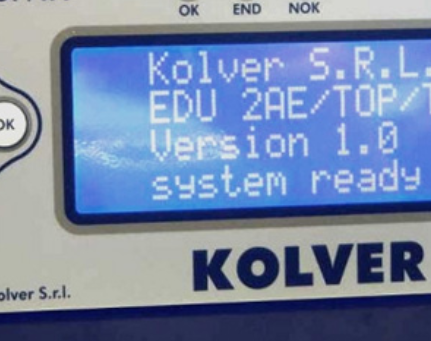 OK END NOK
OK
Kolver S.R.L.
EDU 2AE/TOP/T
Version 1.0
system ready
KOLVER
olver S.r.l.